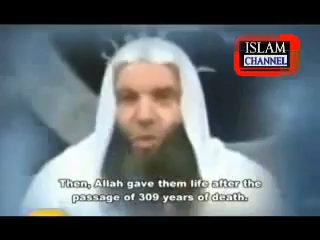 ISLAM
CHANNEL
Then, Allah gave them life after the
passage of 309 years of death.